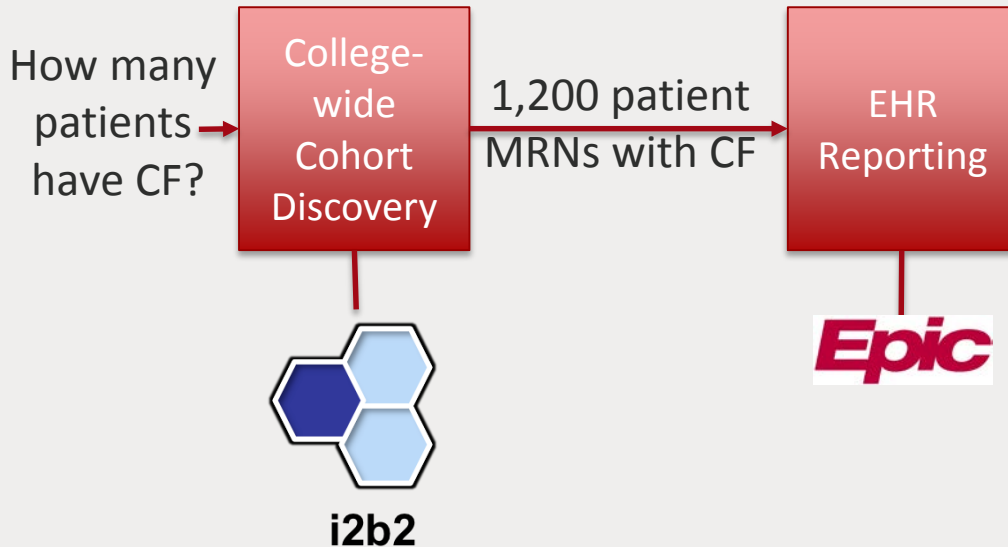 How many
patients
have CF?
College-
wide
Cohort
Discovery
1,200 patient
MRNs with CF
EHR
Reporting
i2b2
Epic